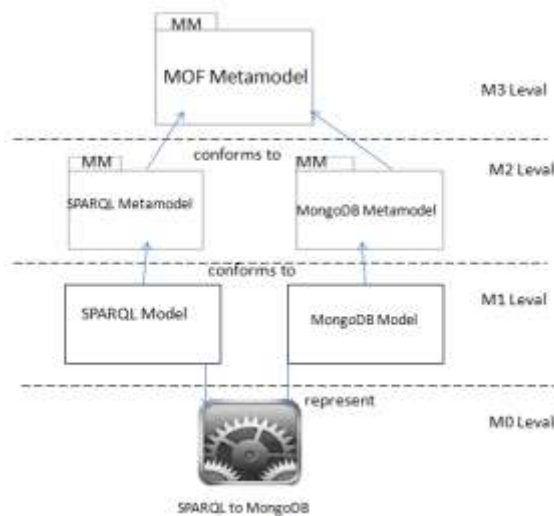 MM
MOF Metamodel
M3 Leval
conforms to
M2 Leval
MM
MM
SPARQL Metamodel
MongoDB Metamodel
conforms to
M1 Leval
SPARQL Model
MongoDB Model
represent
M0 Leval
SPARQL to MongoDB